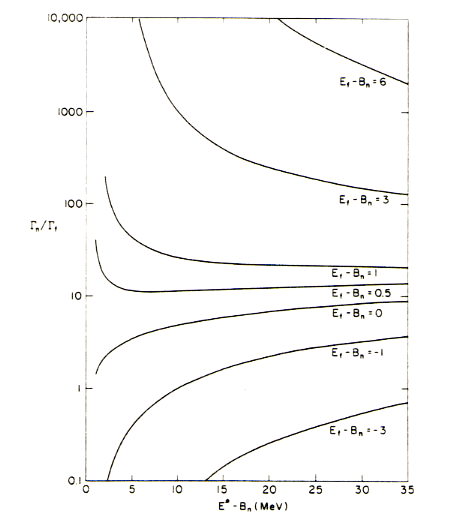 10,000
1000
100
Γn/Γf
10
1
0.1
Ef-Bn=6
Ef-Bn=3
Ef-Bn=1
Ef-Bn=0.5
Ef-Bn=0
Ef-Bn=-1
Ef-Bn=-3
0 5 10 15 20 25 30 35
E*-Bn(MeV)